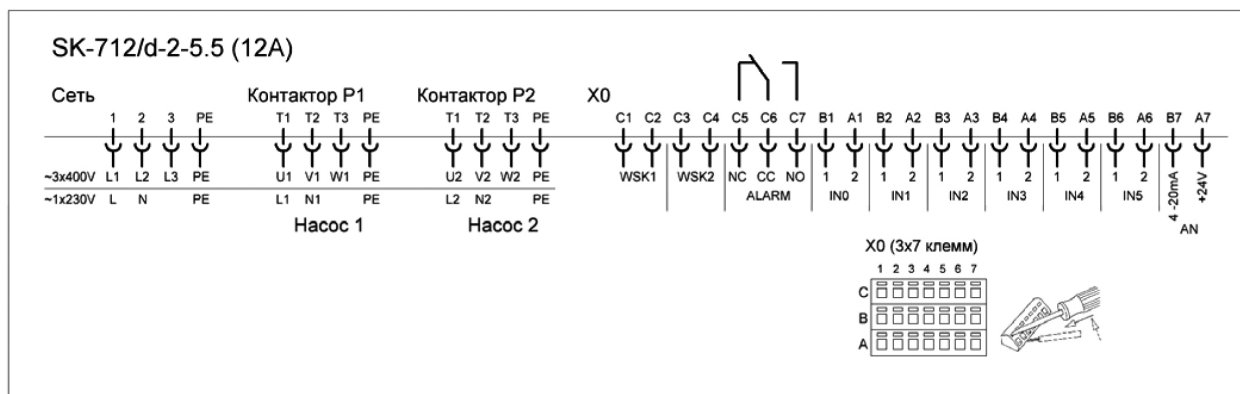 SK-712/d-2-5.5 (12A)
Сеть Контактор P1 Контактор P2 X0
1 2 3 PE T1 T2 T3 PE T1 T2 T3 PE C1 C2 C3 C4 C5 C6 C7 B1 A1 B2 A2 B3 A3 B4 A4 B5 A5 B6 A6 B7 A7
~3x400V L1 L2 L3 PE U1 V1 W1 PE U2 V2 W2 PE WSK1 WSK2 NC CC NO 1 2 1 2 1 2 1 2 1 2 1 2 4 -20mA +24V
~1x230V L N PE L1 N1 PE L2 N2 PE ALARM IN0 IN1 IN2 IN3 IN4 IN5
Насос 1 Насос 2 AN
X0 (3x7 клемм)
1 2 3 4 5 6 7
C
B
A